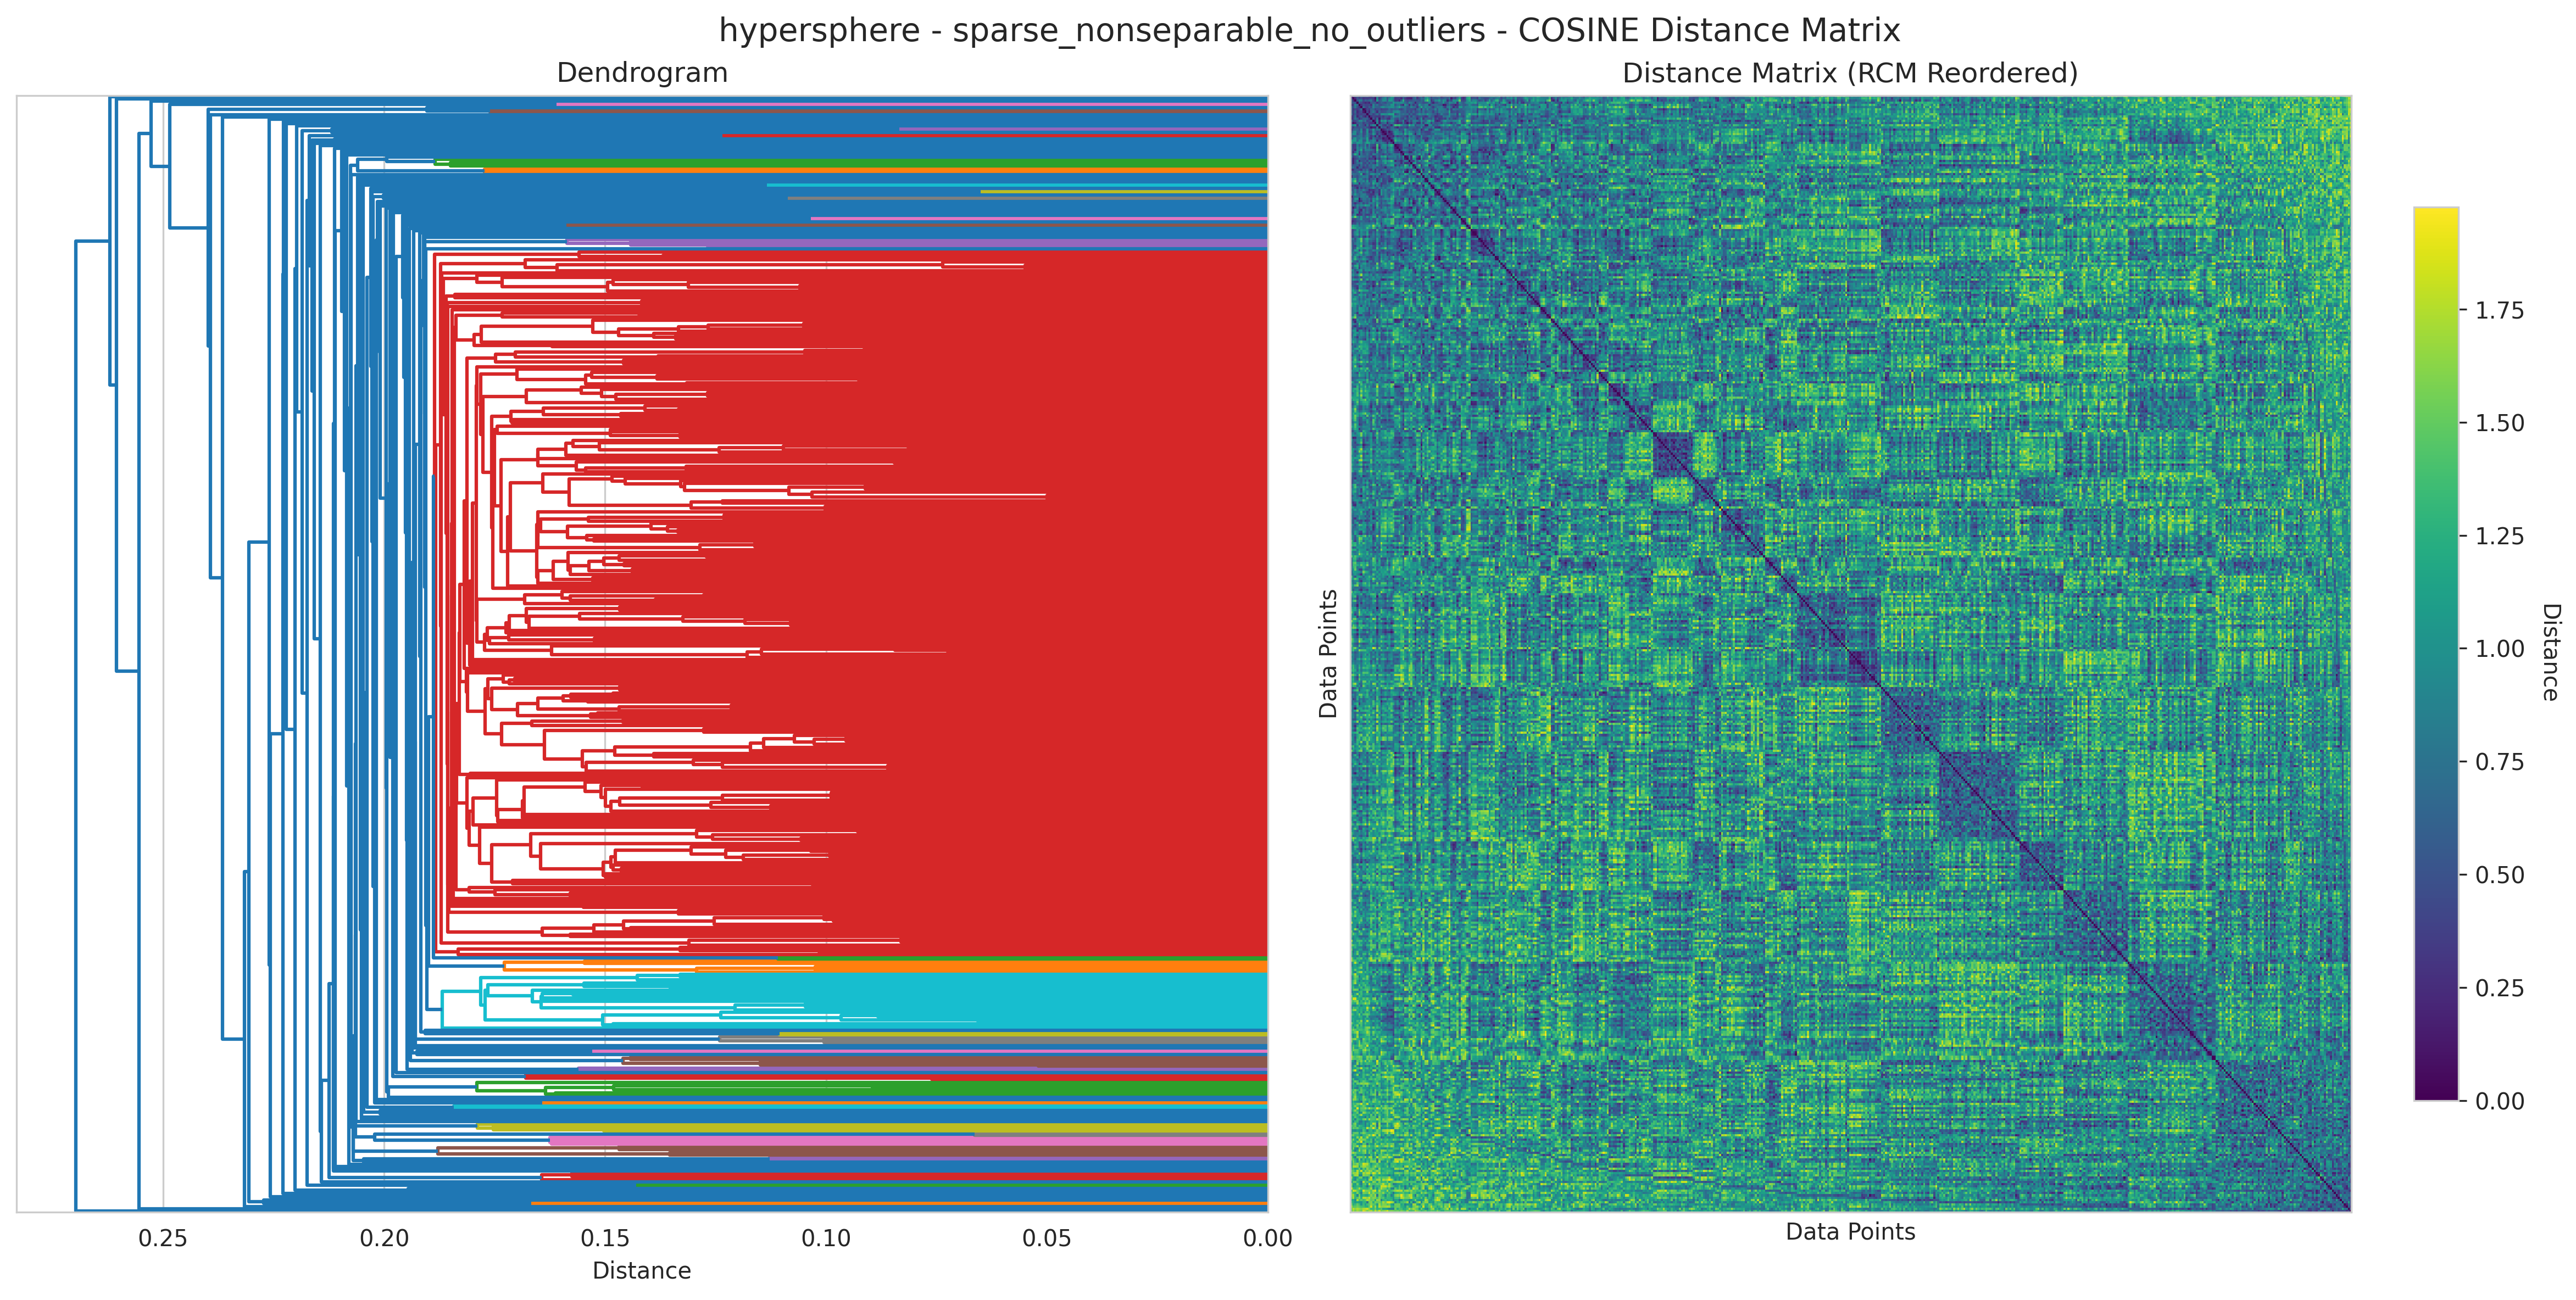 hypersphere - sparse_nonseparable_no_outliers - COSINE Distance Matrix
Dendrogram
0.25 0.20 0.15 0.10 0.05 0.00
Distance
Distance Matrix (RCM Reordered)
Data Points
Data Points
1.75
1.50
1.25
1.00
0.75
0.50
0.25
0.00
Distance